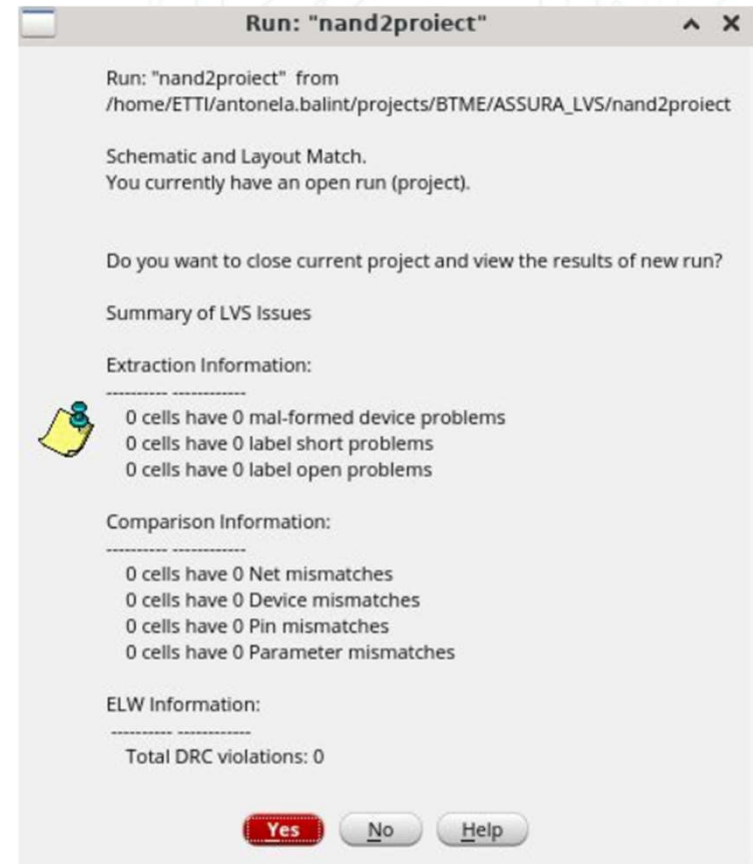 Run: "nand2proiect"
Run: "nand2proiect" from
/home/ETTI/antonela.balint/projects/BTME/ASSURA_LVS/nand2proiect
Schematic and Layout Match.
You currently have an open run (project).
Do you want to close current project and view the results of new run?
Summary of LVS Issues
Extraction Information:
---------- ------------
0 cells have 0 mal-formed device problems
0 cells have 0 label short problems
0 cells have 0 label open problems
Comparison Information:
---------- ------------
0 cells have 0 Net mismatches
0 cells have 0 Device mismatches
0 cells have 0 Pin mismatches
0 cells have 0 Parameter mismatches
ELW Information:
---------- ------------
Total DRC violations: 0
Yes No Help